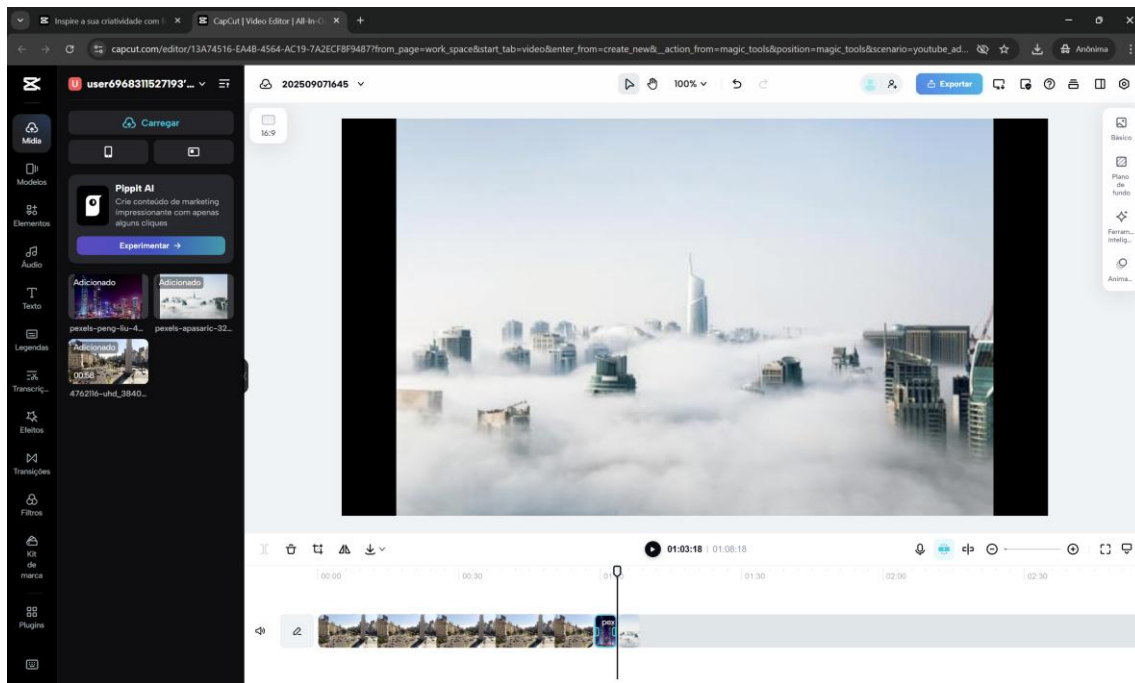 Inspire a sua criatividade com
CapCut | Video Editor | All-In-O
capcut.com/editor/13A74516-EA4B-4564-AC19-7A2ECF8F9487?from_page=work_space&start_tab=video&enter_from=create_new&_action_from=magic_tools&position=magic_tools&scenario=youtube_ad...
Anônima
U user6968311527193'...
202509071645
100%
Exportar
Mídia
Modelos
Elementos
Áudio
Texto
Legendas
Transcriç...
Efeitos
Transições
Filtros
Kit
de
marca
Plugins
Carregar
Pippit AI
Crie conteúdo de marketing
impressionante com apenas
alguns cliques
Experimentar →
Adicionado
pexels-peng-liu-4...
Adicionado
pexels-apasaric-32...
Adicionado
00:58
4762116-uhd_3840...
16:9
Básico
Plano
de
fundo
Ferram...
intelig...
Anima...
01:03:18 | 01:08:18
00:00
00:30
01:30
02:00
02:30
pex